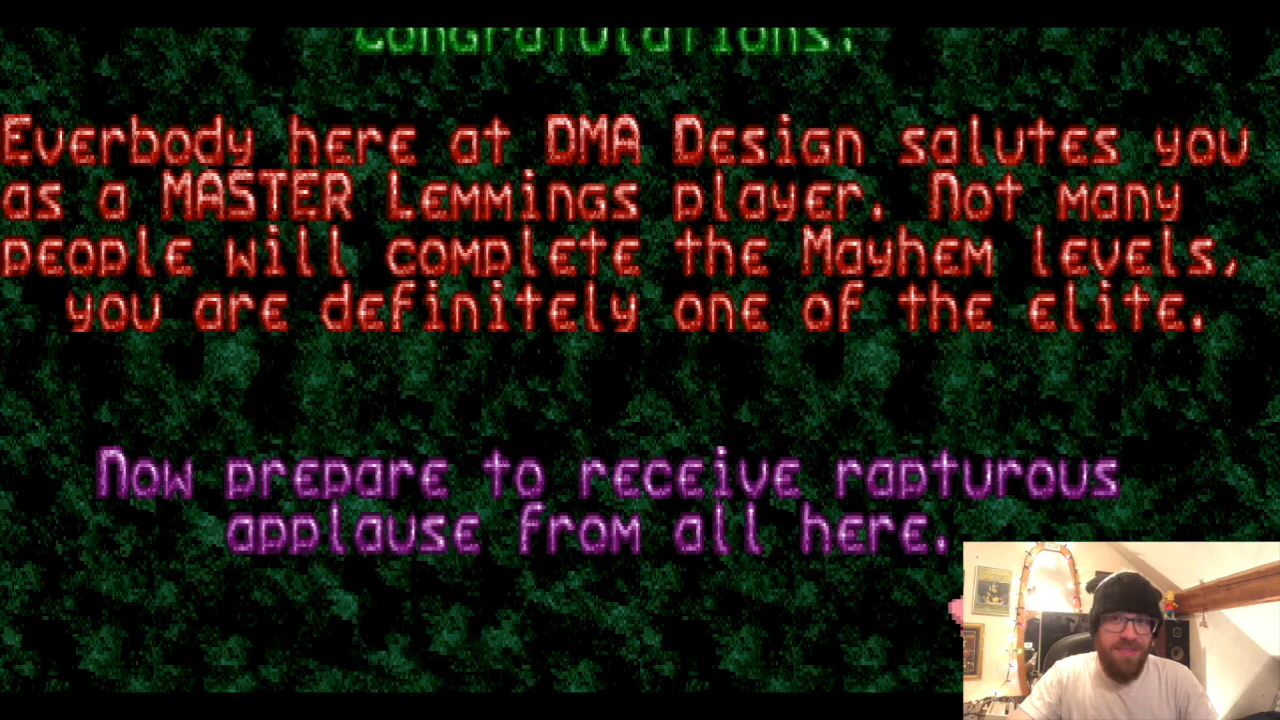 Congratulations!
Everbody here at DMA Design salutes you
as a MASTER Lemmings player. Not many
people will complete the Mayhem levels,
you are definitely one of the elite.
Now prepare to receive rapturous
applause from all here.